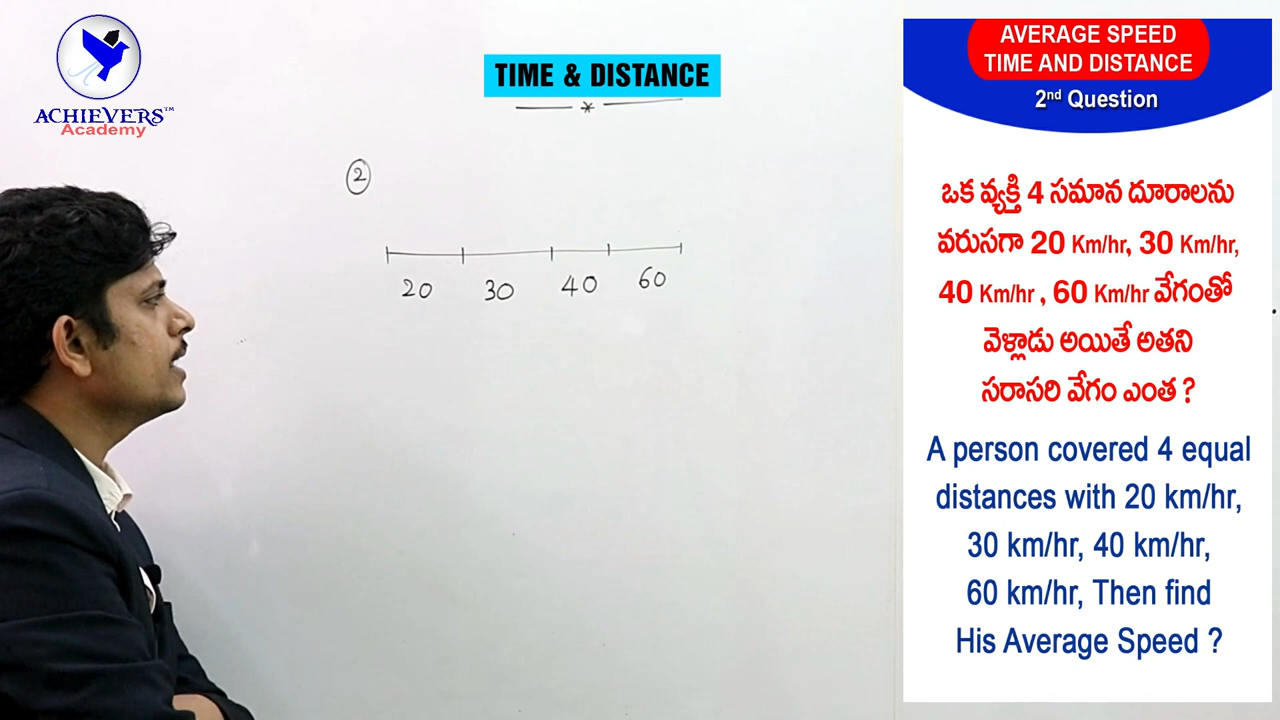 ACHIEVERS™
Academy
TIME & DISTANCE
2
20 30 40 60
AVERAGE SPEED
TIME AND DISTANCE
2nd Question
ఒక వ్యక్తి 4 సమాన దూరాలను
వరుసగా 20 Km/hr, 30 Km/hr,
40 Km/hr , 60 Km/hr వేగంతో
వెళ్లాడు అయితే అతని
సరాసరి వేగం ఎంత ?
A person covered 4 equal
distances with 20 km/hr,
30 km/hr, 40 km/hr,
60 km/hr, Then find
His Average Speed ?